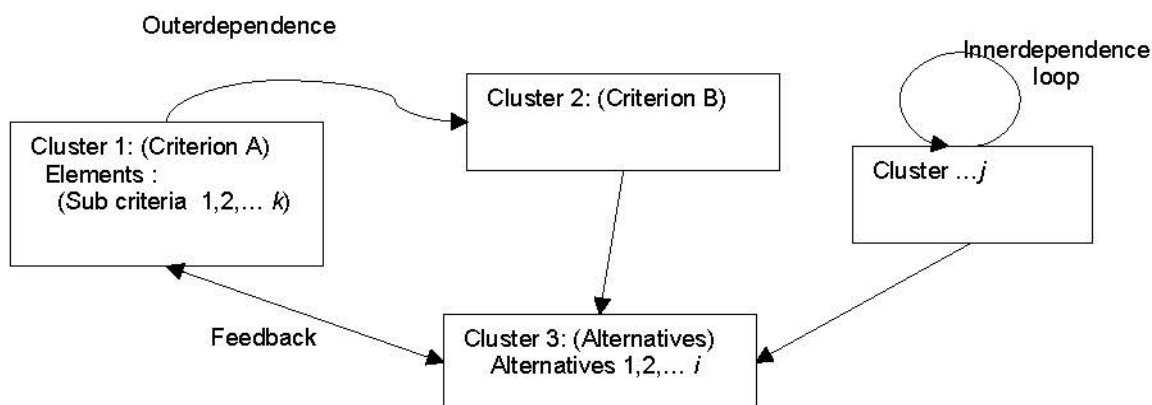 Outerdependence
Innerdependence
loop
Cluster 2: (Criterion B)
Cluster 1: (Criterion A)
Elements :
(Sub criteria 1,2,... k)
Cluster ...j
Feedback
Cluster 3: (Alternatives)
Alternatives 1,2,... i